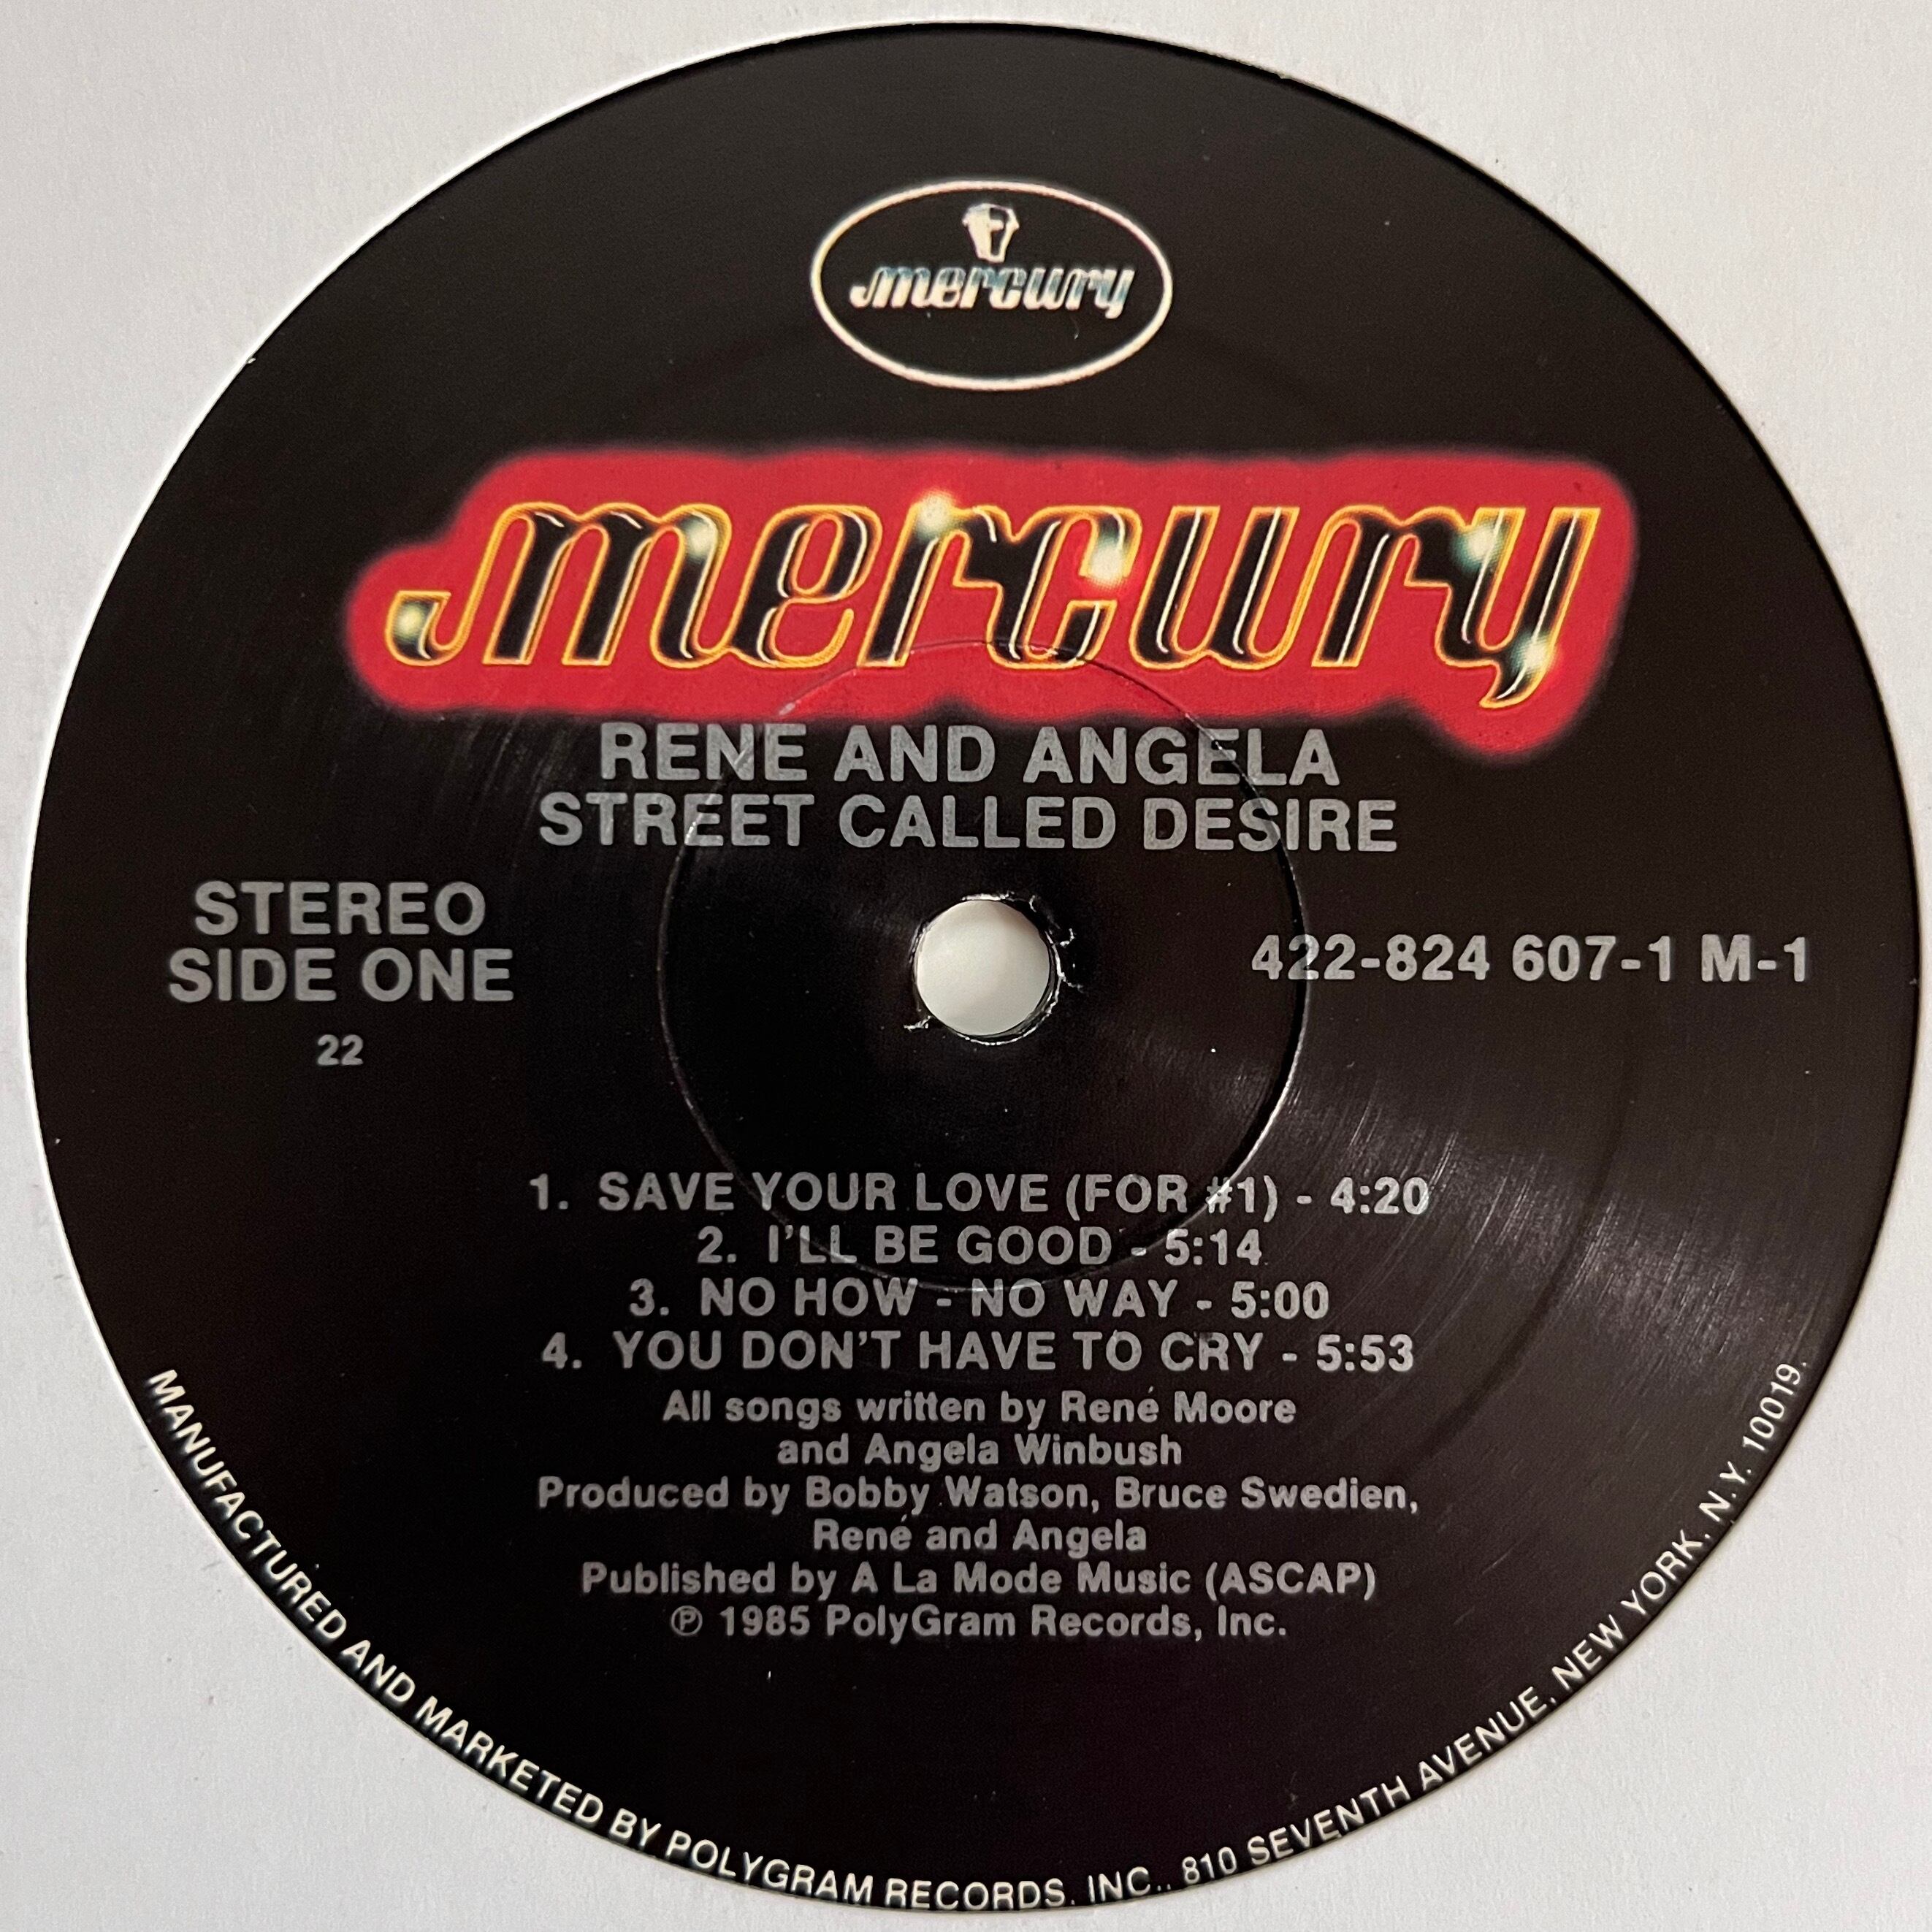 mercury
mercury
RENE AND ANGELA
STREET CALLED DESIRE
STEREO
SIDE ONE
22
422-824 607-1 M-1
1. SAVE YOUR LOVE (FOR #1) - 4:20
2. I'LL BE GOOD - 5:14
3. NO HOW - NO WAY - 5:00
4. YOU DON'T HAVE TO CRY - 5:53
All songs written by René Moore
and Angela Winbush
Produced by Bobby Watson, Bruce Swedien,
René and Angela
Published by A La Mode Music (ASCAP)
℗ 1985 PolyGram Records, Inc.
MANUFACTURED AND MARKETED BY POLYGRAM RECORDS, INC., 810 SEVENTH AVENUE, NEW YORK, N.Y. 10019.